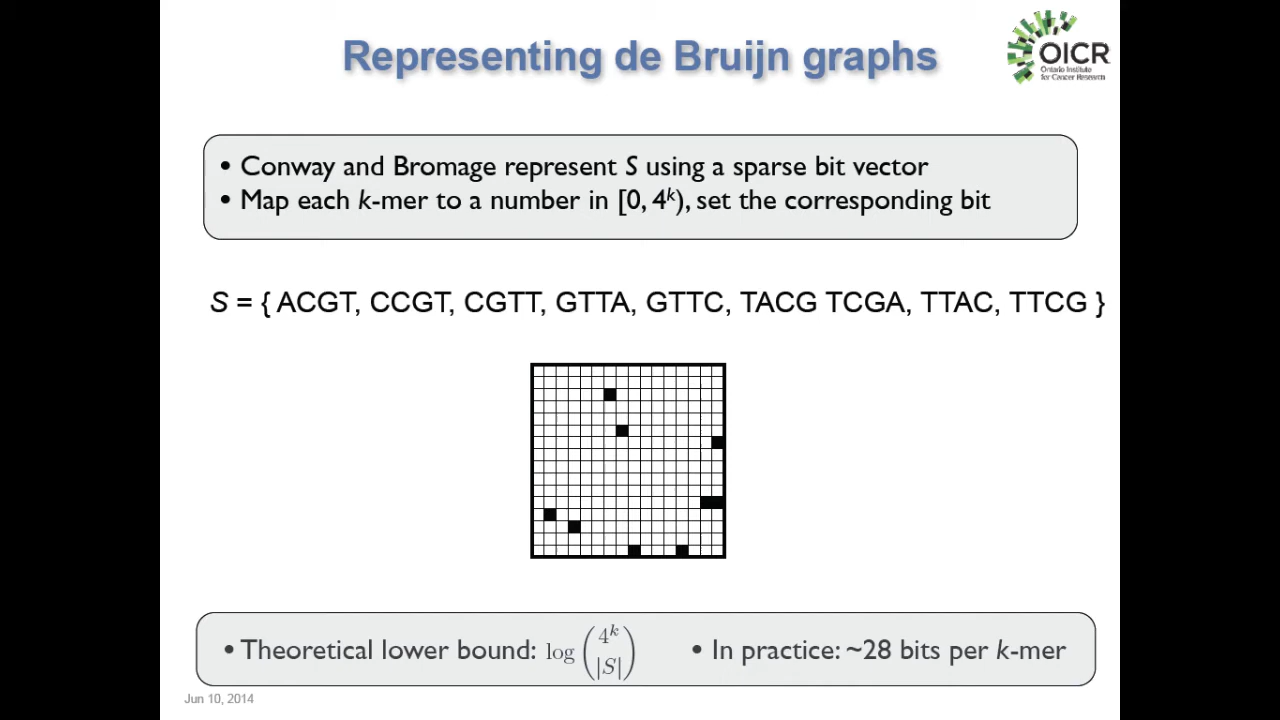 Representing de Bruijn graphs
OICR
Ontario Institute
for Cancer Research
• Conway and Bromage represent S using a sparse bit vector
• Map each k-mer to a number in [0, 4ᵏ), set the corresponding bit
S = { ACGT, CCGT, CGTT, GTTA, GTTC, TACG TCGA, TTAC, TTCG }
• Theoretical lower bound: log (4ᵏ |S|)
• In practice: ~28 bits per k-mer
Jun 10, 2014